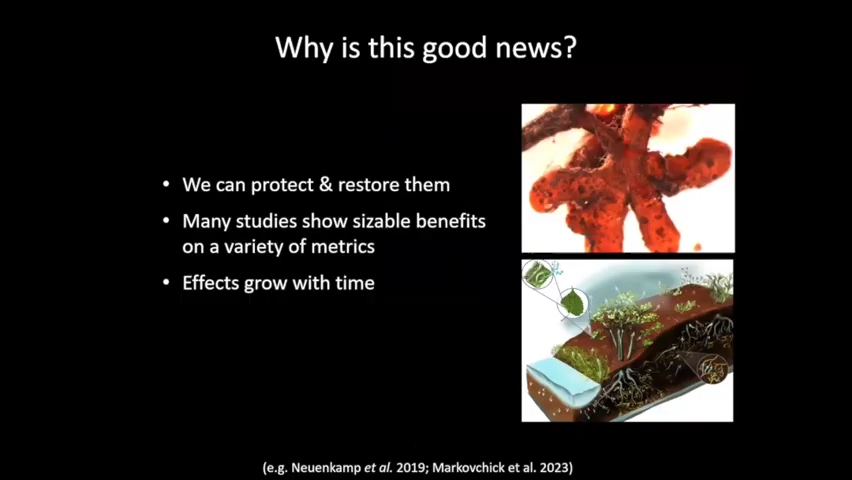 Why is this good news?
• We can protect & restore them
• Many studies show sizable benefits
on a variety of metrics
• Effects grow with time
(e.g. Neuenkamp et al. 2019; Markovchick et al. 2023)